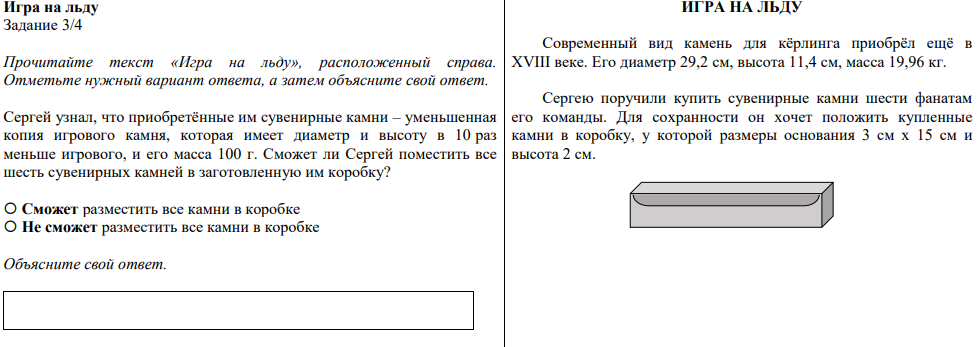 Игра на льду
Задание 3/4
Прочитайте текст «Игра на льду», расположенный справа.
Отметьте нужный вариант ответа, а затем объясните свой ответ.
Сергей узнал, что приобретённые им сувенирные камни – уменьшенная
копия игрового камня, которая имеет диаметр и высоту в 10 раз
меньше игрового, и его масса 100 г. Сможет ли Сергей поместить все
шесть сувенирных камней в заготовленную им коробку?
Сможет разместить все камни в коробке
Не сможет разместить все камни в коробке
Объясните свой ответ.
ИГРА НА ЛЬДУ
Современный вид камень для кёрлинга приобрёл ещё в
XVIII веке. Его диаметр 29,2 см, высота 11,4 см, масса 19,96 кг.
Сергею поручили купить сувенирные камни шести фанатам
его команды. Для сохранности он хочет положить купленные
камни в коробку, у которой размеры основания 3 см х 15 см и
высота 2 см.